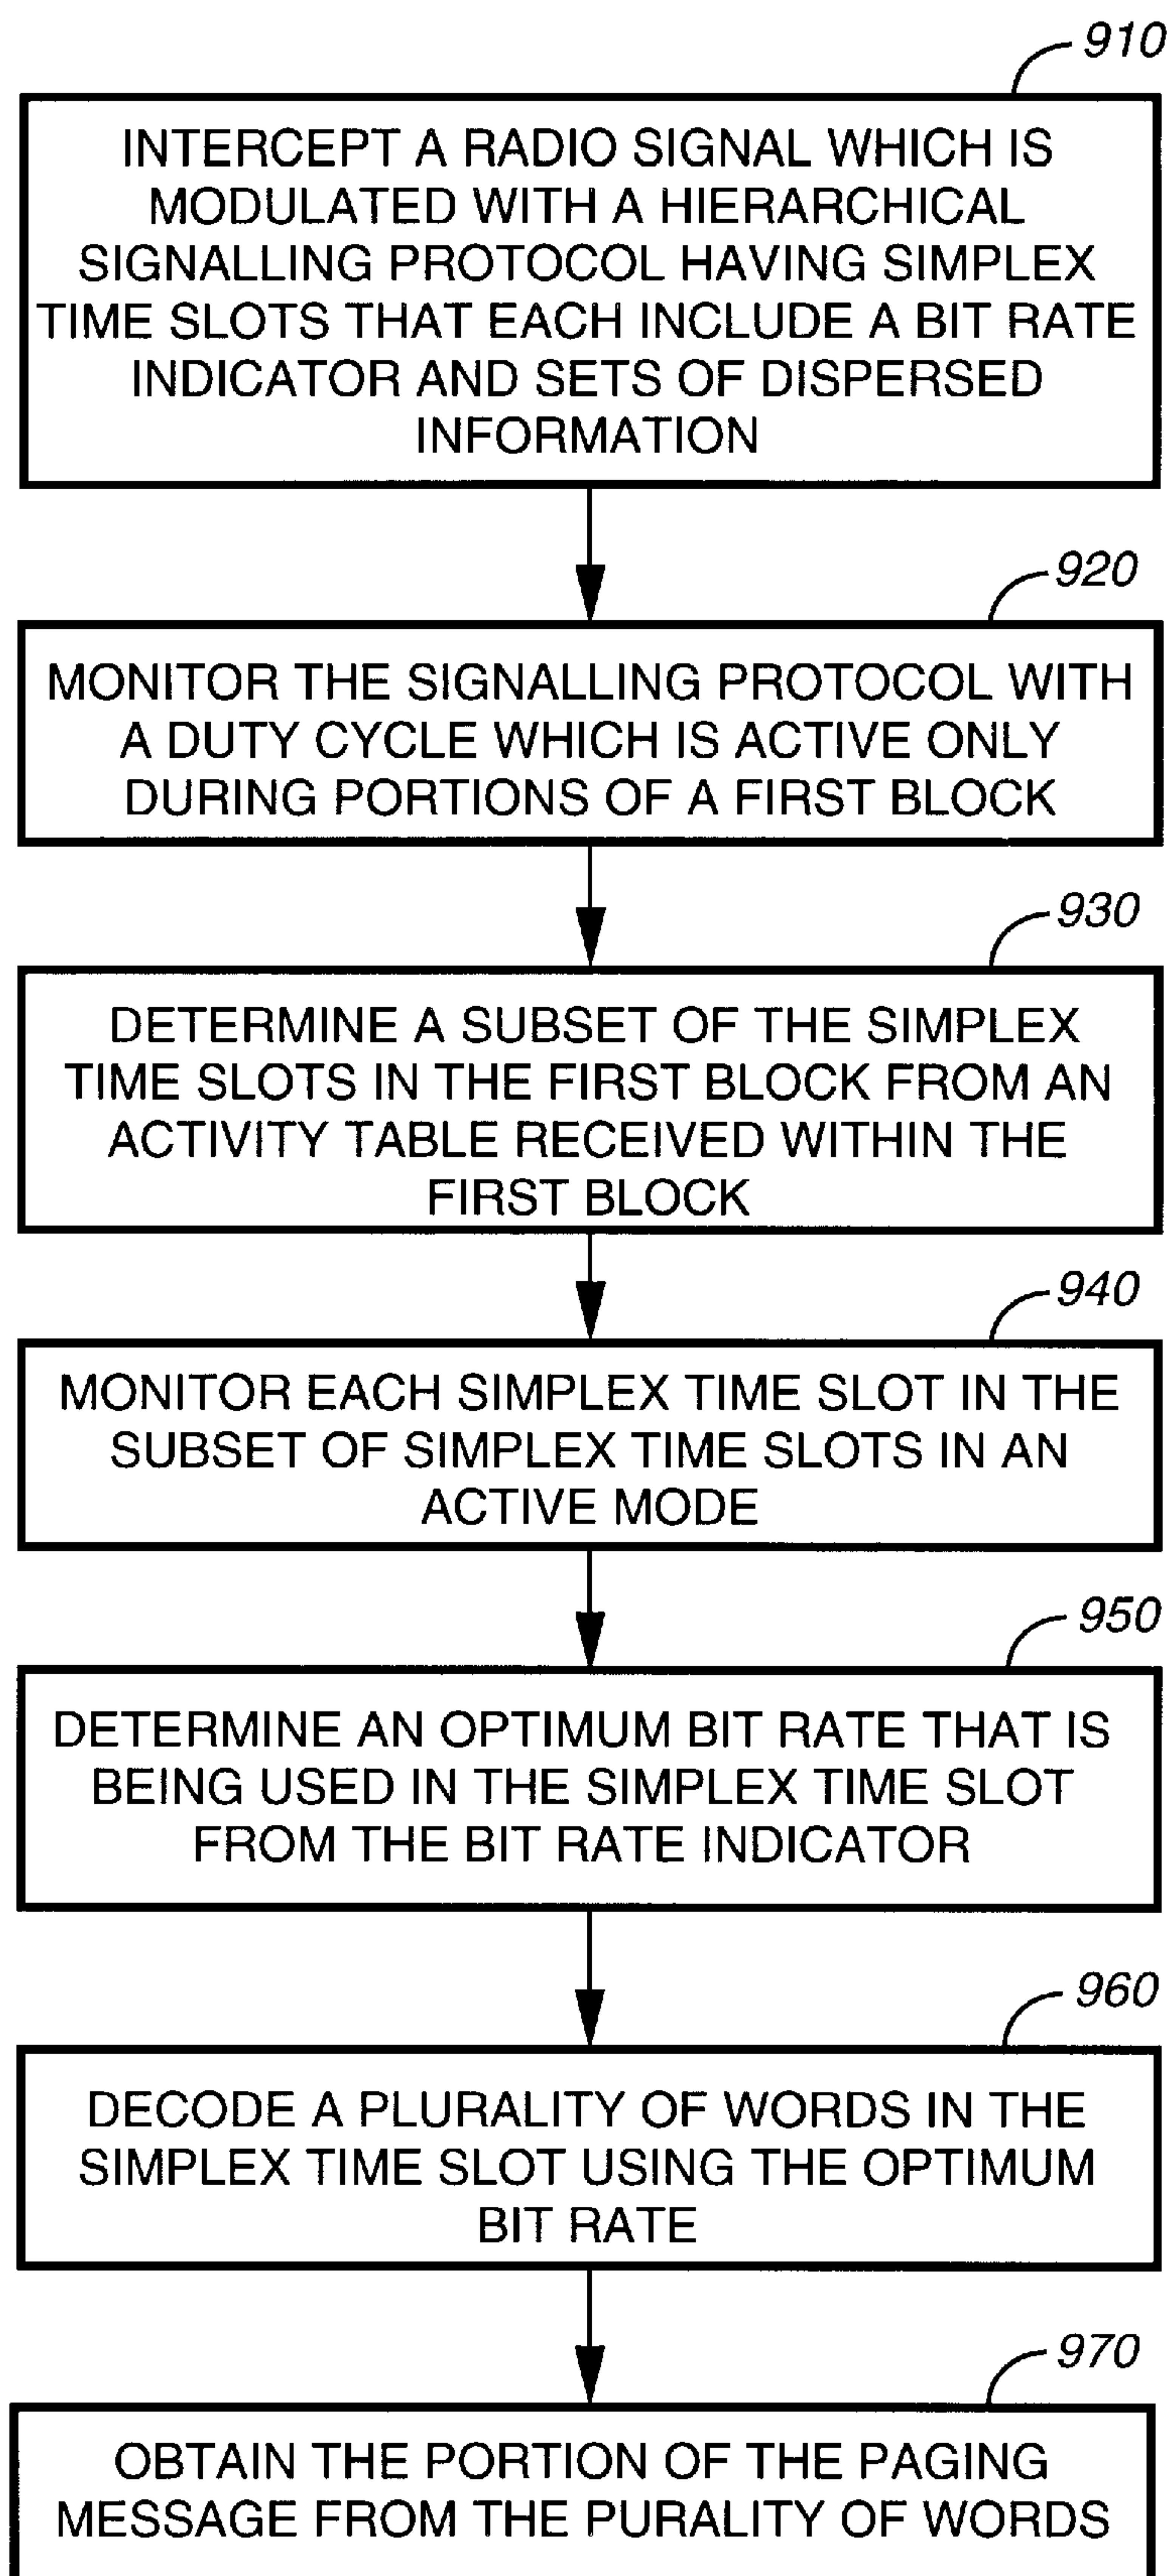 910
INTERCEPT A RADIO SIGNAL WHICH IS
MODULATED WITH A HIERARCHICAL
SIGNALLING PROTOCOL HAVING SIMPLEX
TIME SLOTS THAT EACH INCLUDE A BIT RATE
INDICATOR AND SETS OF DISPERSED
INFORMATION
920
MONITOR THE SIGNALLING PROTOCOL WITH
A DUTY CYCLE WHICH IS ACTIVE ONLY
DURING PORTIONS OF A FIRST BLOCK
930
DETERMINE A SUBSET OF THE SIMPLEX
TIME SLOTS IN THE FIRST BLOCK FROM AN
ACTIVITY TABLE RECEIVED WITHIN THE
FIRST BLOCK
940
MONITOR EACH SIMPLEX TIME SLOT IN THE
SUBSET OF SIMPLEX TIME SLOTS IN AN
ACTIVE MODE
950
DETERMINE AN OPTIMUM BIT RATE THAT IS
BEING USED IN THE SIMPLEX TIME SLOT
FROM THE BIT RATE INDICATOR
960
DECODE A PLURALITY OF WORDS IN THE
SIMPLEX TIME SLOT USING THE OPTIMUM
BIT RATE
970
OBTAIN THE PORTION OF THE PAGING
MESSAGE FROM THE PURALITY OF WORDS